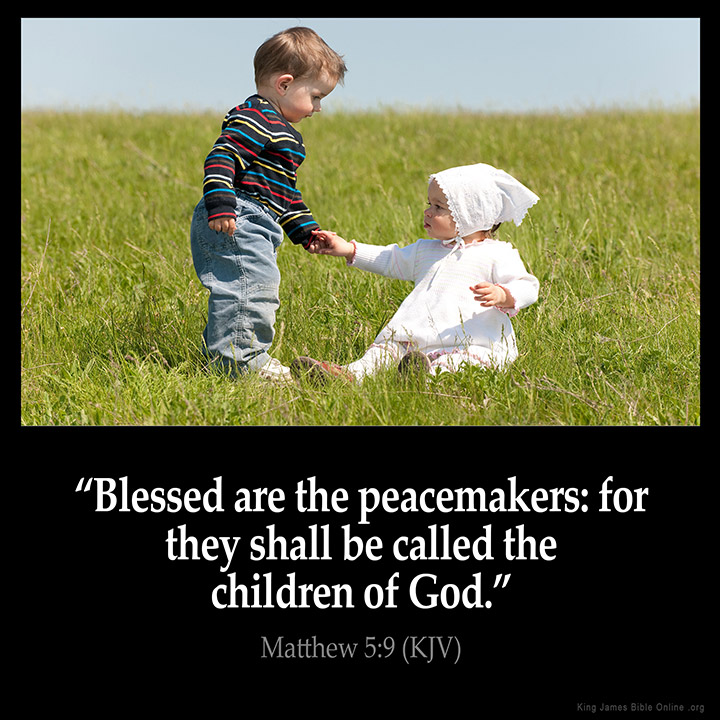 “Blessed are the peacemakers: for
they shall be called the
children of God.”
Matthew 5:9 (KJV)
King James Bible Online .org